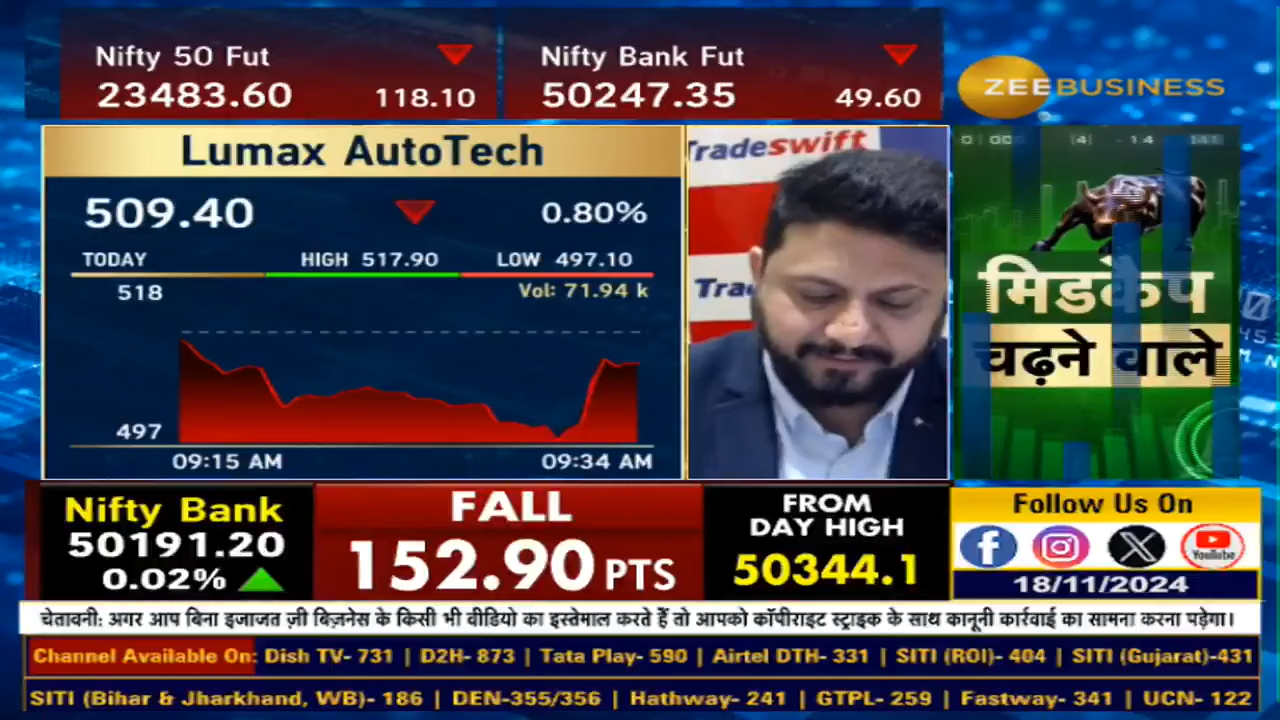 Nifty 50 Fut
23483.60 118.10
Nifty Bank Fut
50247.35 49.60
ZEEBUSINESS
Lumax AutoTech
509.40 0.80%
TODAY HIGH 517.90 LOW 497.10
518 Vol: 71.94 k
497
09:15 AM 09:34 AM
Tradeswift
मिडकैप
चढ़ने वाले
Nifty Bank
50191.20
0.02%
FALL
152.90 PTS
FROM
DAY HIGH
50344.1
Follow Us On
YouTube
18/11/2024
चेतावनी: अगर आप बिना इजाजत ज़ी बिज़नेस के किसी भी वीडियो का इस्तेमाल करते हैं तो आपको कॉपीराइट स्ट्राइक के साथ कानूनी कार्रवाई का सामना करना पड़ेगा।
Channel Available On: Dish TV- 731 | D2H- 873 | Tata Play- 590 | Airtel DTH- 331 | SITI (ROI)- 404 | SITI (Gujarat)-431
SITI (Bihar & Jharkhand, WB)- 186 | DEN-355/356 | Hathway- 241 | GTPL- 259 | Fastway- 341 | UCN- 122